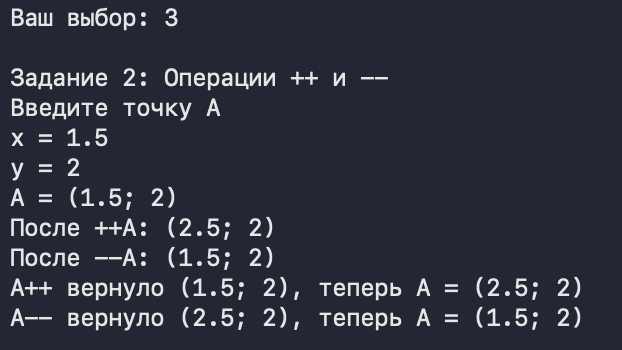 Ваш выбор: 3
Задание 2: Операции ++ и --
Введите точку A
x = 1.5
y = 2
A = (1.5; 2)
После ++A: (2.5; 2)
После --A: (1.5; 2)
A++ вернуло (1.5; 2), теперь A = (2.5; 2)
A-- вернуло (2.5; 2), теперь A = (1.5; 2)